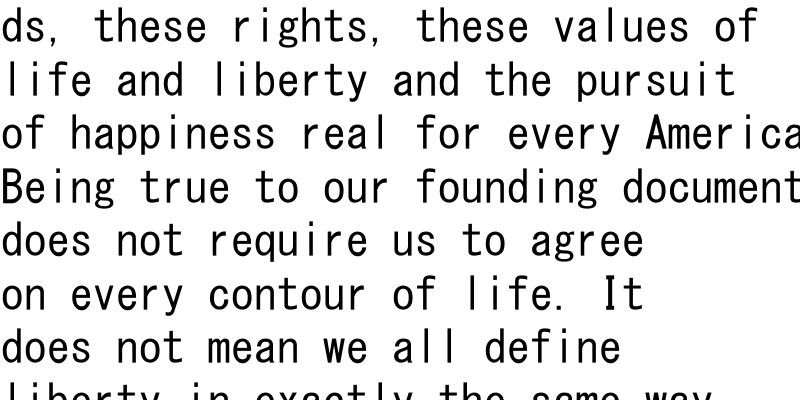 ds, these rights, these values of
life and liberty and the pursuit
of happiness real for every America
Being true to our founding document
does not require us to agree
on every contour of life. It
does not mean we all define
liberty in exactly the same way